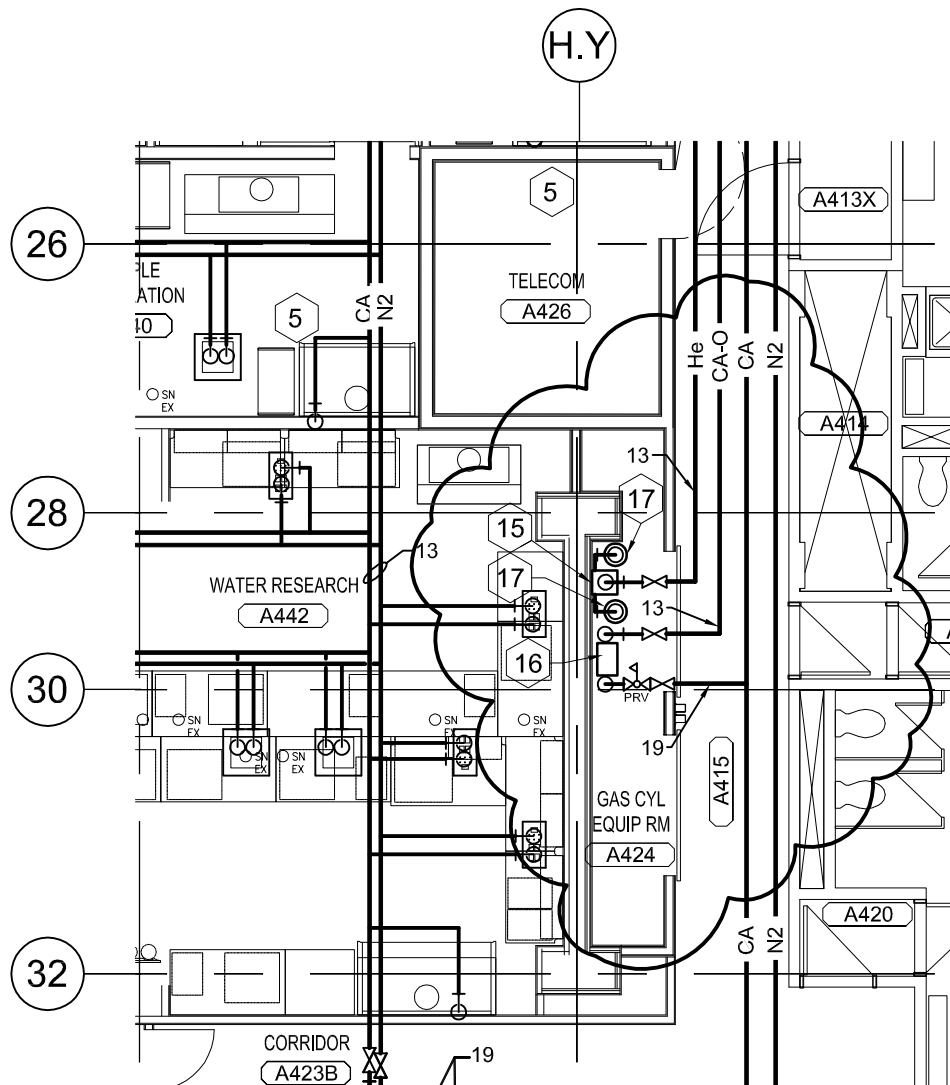 H.Y
5
A413X
26
PLE
ATION
40
CA
N2
TELECOM
A426
5
SN
EX
He
CA-O
CA
N2
A414
13
17
28
15
13
17
13
WATER RESEARCH
A442
16
30
PRV
SN
EX
SN
EX
SN
EX
SN
EX
19
A415
GAS CYL
EQUIP RM
A424
A420
CA
N2
32
CORRIDOR
A423B
19